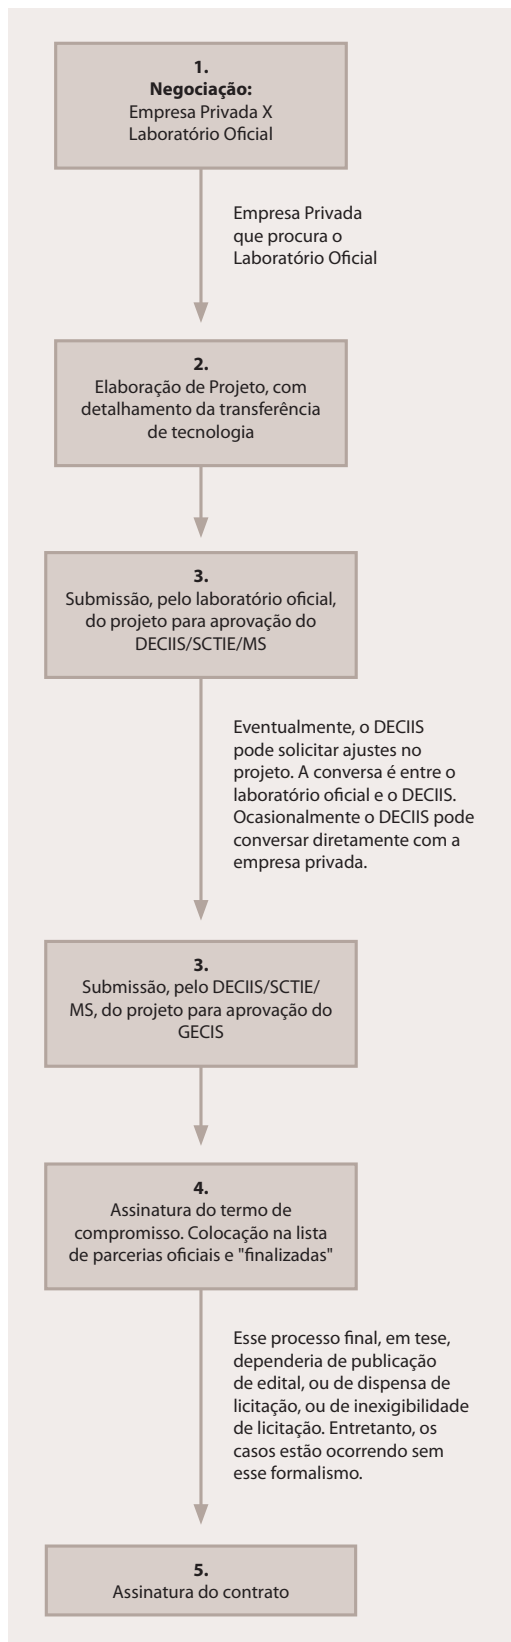 1.
Negociação:
Empresa Privada X
Laboratório Oficial
Empresa Privada
que procura o
Laboratório Oficial
2.
Elaboração de Projeto, com
detalhamento da transferência
de tecnologia
3.
Submissão, pelo laboratório oficial,
do projeto para aprovação do
DECIIS/SCTIE/MS
Eventualmente, o DECIIS
pode solicitar ajustes no
projeto. A conversa é entre o
laboratório oficial e o DECIIS.
Ocasionalmente o DECIIS pode
conversar diretamente com a
empresa privada.
3.
Submissão, pelo DECIIS/SCTIE/
MS, do projeto para aprovação do
GECIS
4.
Assinatura do termo de
compromisso. Colocação na lista
de parcerias oficiais e "finalizadas"
Esse processo final, em tese,
dependeria de publicação
de edital, ou de dispensa de
licitação, ou de inexigibilidade
de licitação. Entretanto, os
casos estão ocorrendo sem
esse formalismo.
5.
Assinatura do contrato